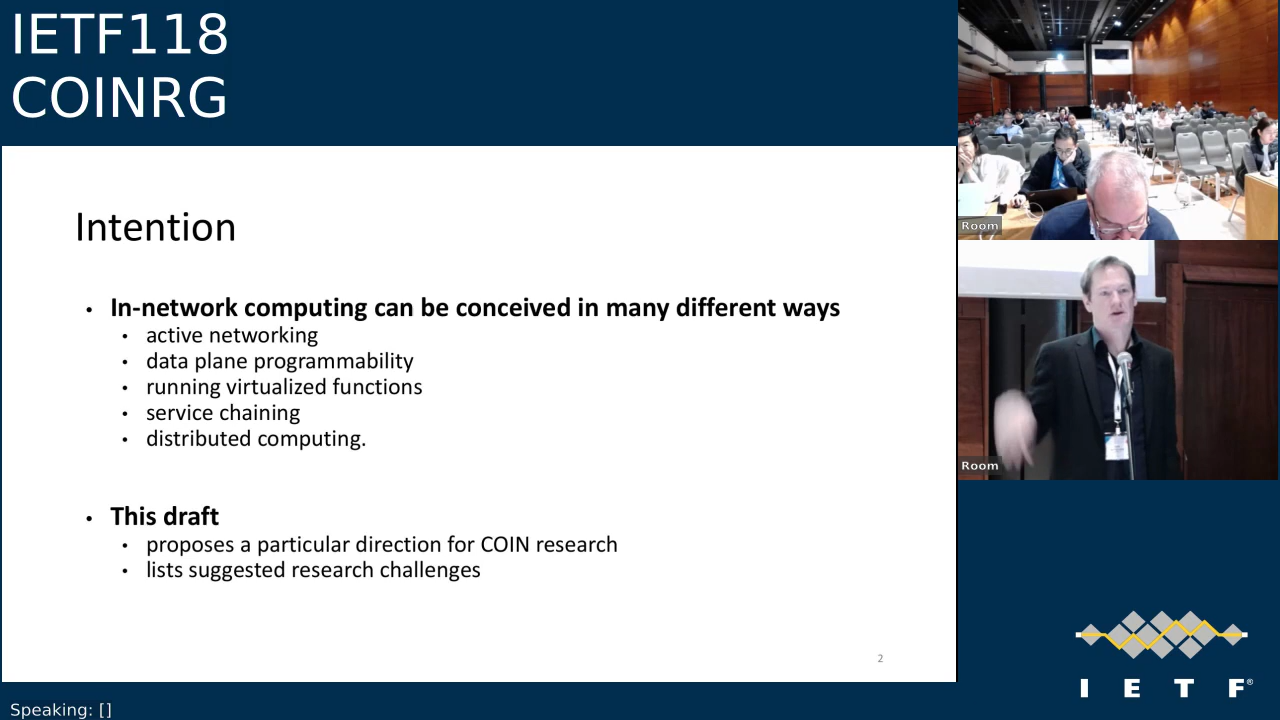 IETF118
COINRG
Intention
• In-network computing can be conceived in many different ways
• active networking
• data plane programmability
• running virtualized functions
• service chaining
• distributed computing.
• This draft
• proposes a particular direction for COIN research
• lists suggested research challenges
2
Room
Room
I E T F®
Speaking: []